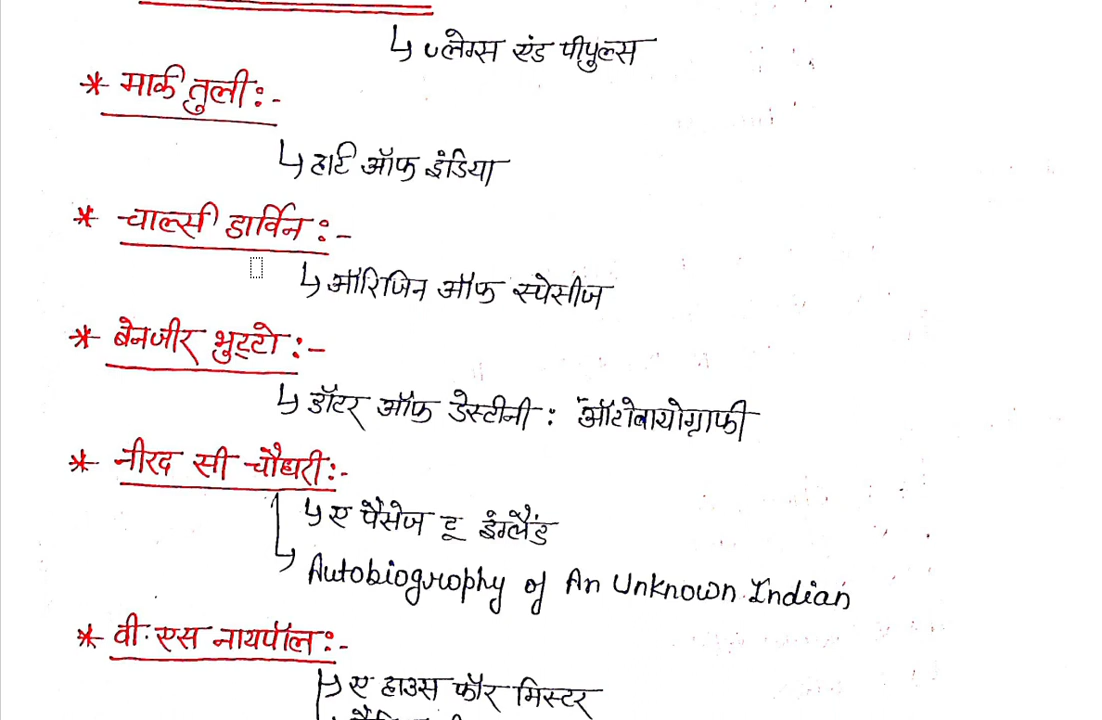 ↳ प्लेग्स एंड पीपुल्स
* मार्क तुली:-
↳ हार्ट ऑफ इंडिया
* चार्ल्स डार्विन:-
↳ ऑरिजिन ऑफ स्पेसीज
* बेनजीर भुट्टो:-
↳ डॉटर ऑफ डेस्टीनी: ऑटोबायोग्राफी
* नीरद सी चौधरी:-
↳ ए पैसेज टू इंग्लैंड
↳ Autobiography of An Unknown Indian
* वी. एस नायपॉल:-
↳ ए हाउस फॉर मिस्टर